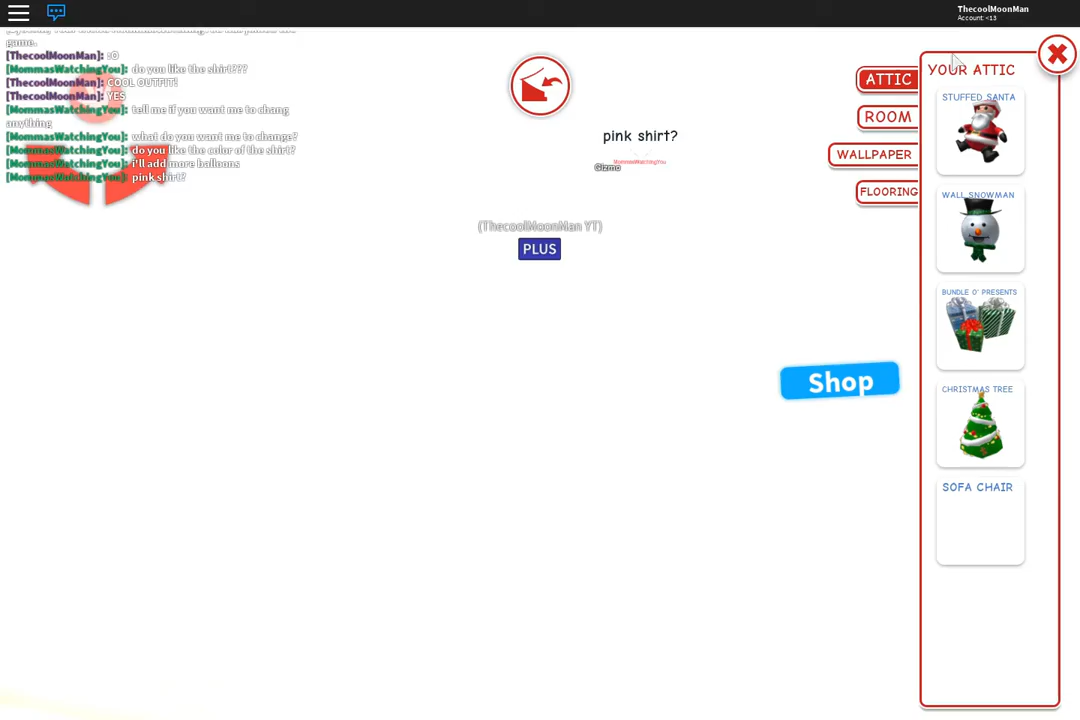 ThecoolMoonMan
Account: <13
game.
[ThecoolMoonMan]: :O
[MommasWatchingYou]: do you like the shirt???
[ThecoolMoonMan]: COOL OUTFIT!
[ThecoolMoonMan]: YES
[MommasWatchingYou]: tell me if you want me to chang
anything
[MommasWatchingYou]: what do you want me to change?
[MommasWatchingYou]: do you like the color of the shirt?
[MommasWatchingYou]: i'll add more balloons
[MommasWatchingYou]: pink shirt?
pink shirt?
MommasWatchingYou
Gizmo
(ThecoolMoonMan YT)
PLUS
Shop
ATTIC
ROOM
WALLPAPER
FLOORING
YOUR ATTIC
STUFFED SANTA
WALL SNOWMAN
BUNDLE O' PRESENTS
CHRISTMAS TREE
SOFA CHAIR